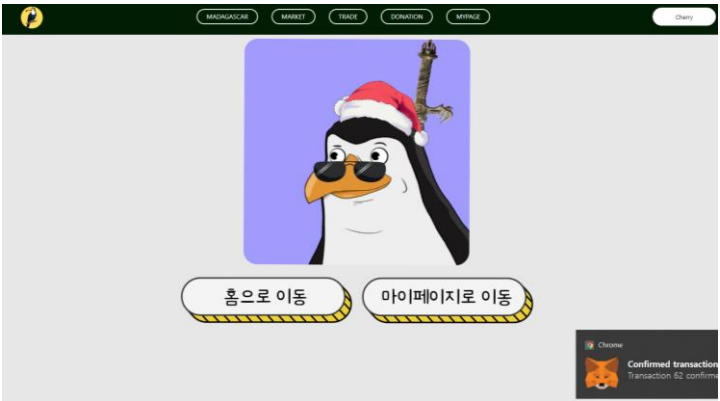 MADAGASCAR MARKET TRADE DONATION MYPAGE Cherry
홈으로 이동 마이페이지로 이동
Chrome
Confirmed transaction
Transaction 62 confirme